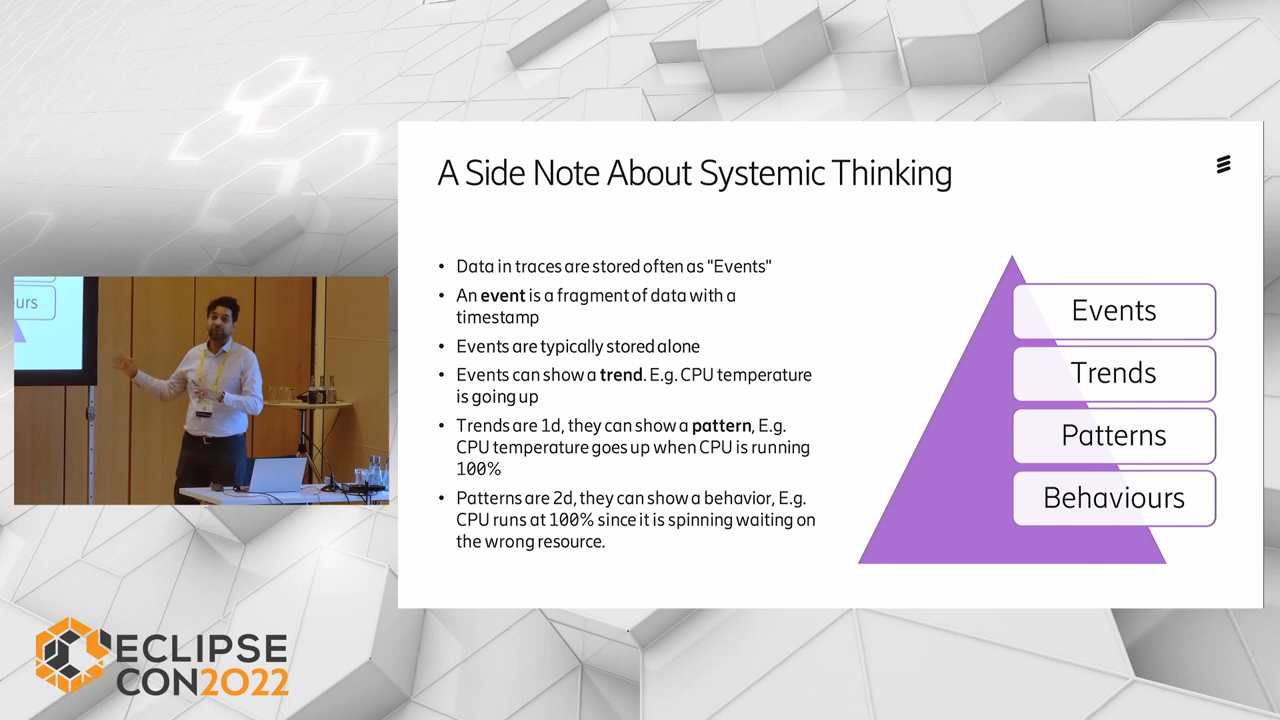 A Side Note About Systemic Thinking
• Data in traces are stored often as "Events"
• An event is a fragment of data with a
timestamp
• Events are typically stored alone
• Events can show a trend. E.g. CPU temperature
is going up
• Trends are 1d, they can show a pattern, E.g.
CPU temperature goes up when CPU is running
100%
• Patterns are 2d, they can show a behavior, E.g.
CPU runs at 100% since it is spinning waiting on
the wrong resource.
Events
Trends
Patterns
Behaviours
urs
ECLIPSE
CON2022